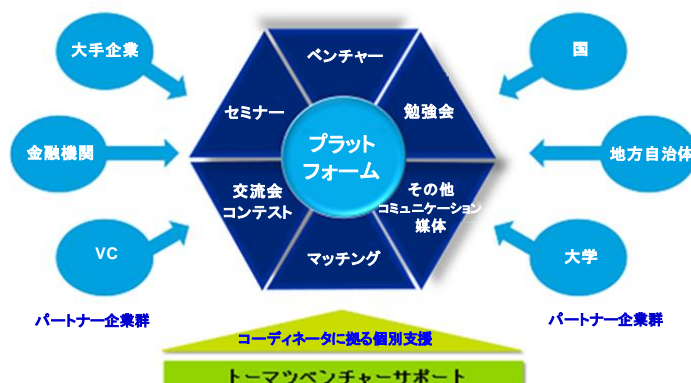 大手企業
ベンチャー
国
セミナー
勉強会
プラット
フォーム
金融機関
地方自治体
交流会
コンテスト
その他
コミュニケーション
媒体
VC
マッチング
大学
パートナー企業群
パートナー企業群
コーディネータに拠る個別支援
トーマツベンチャーサポート